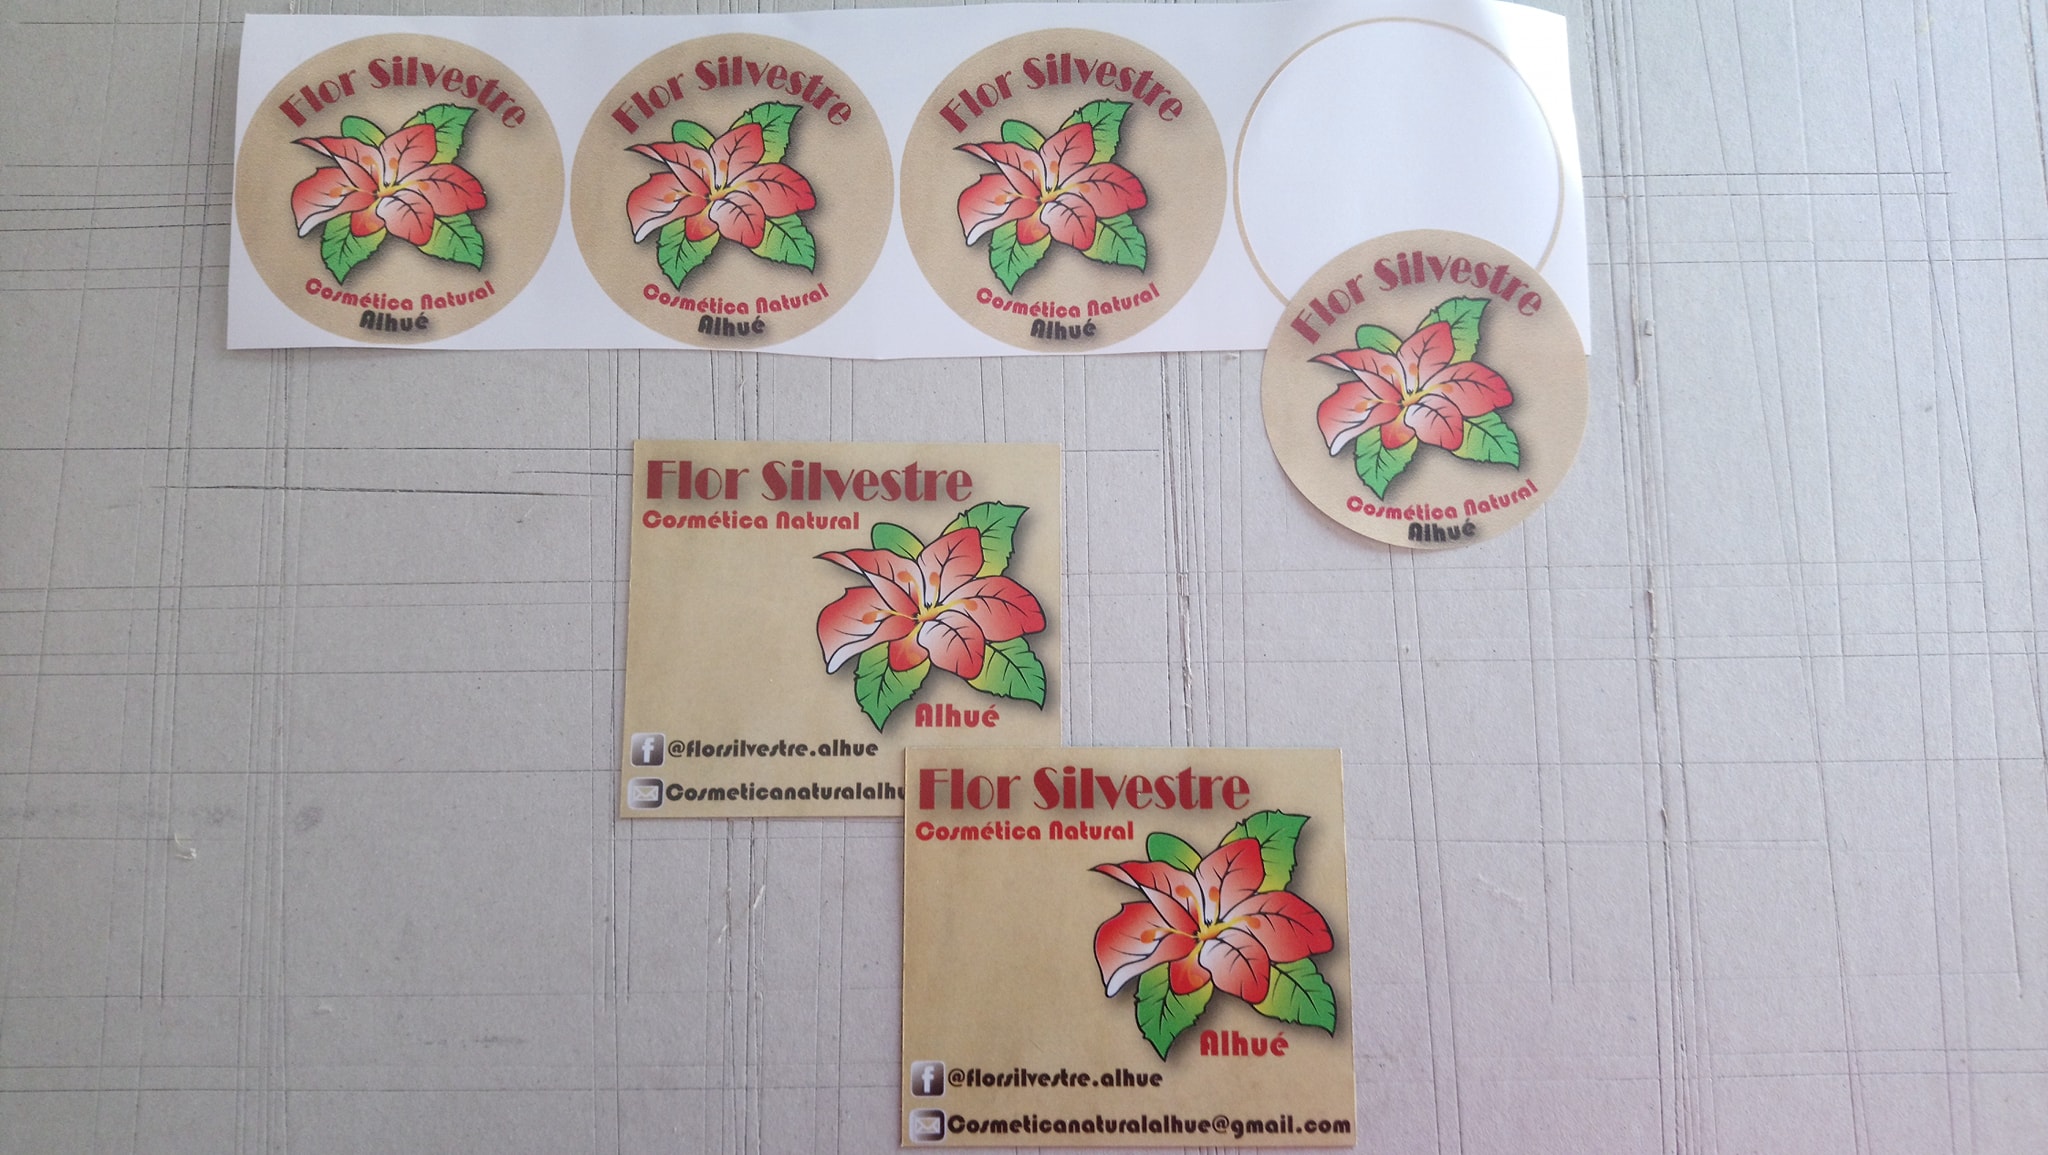 Flor Silvestre
Cosmética Natural
Alhué
Flor Silvestre
Cosmética Natural
Alhué
Flor Silvestre
Cosmética Natural
Alhué
Flor Silvestre
Cosmética Natural
Alhué
Flor Silvestre
Cosmética Natural
Alhué
f @florsilvestre.alhue
Cosmeticanaturalalhu
Flor Silvestre
Cosmética Natural
Alhué
f @florsilvestre.alhue
Cosmeticanaturalalhue@gmail.com